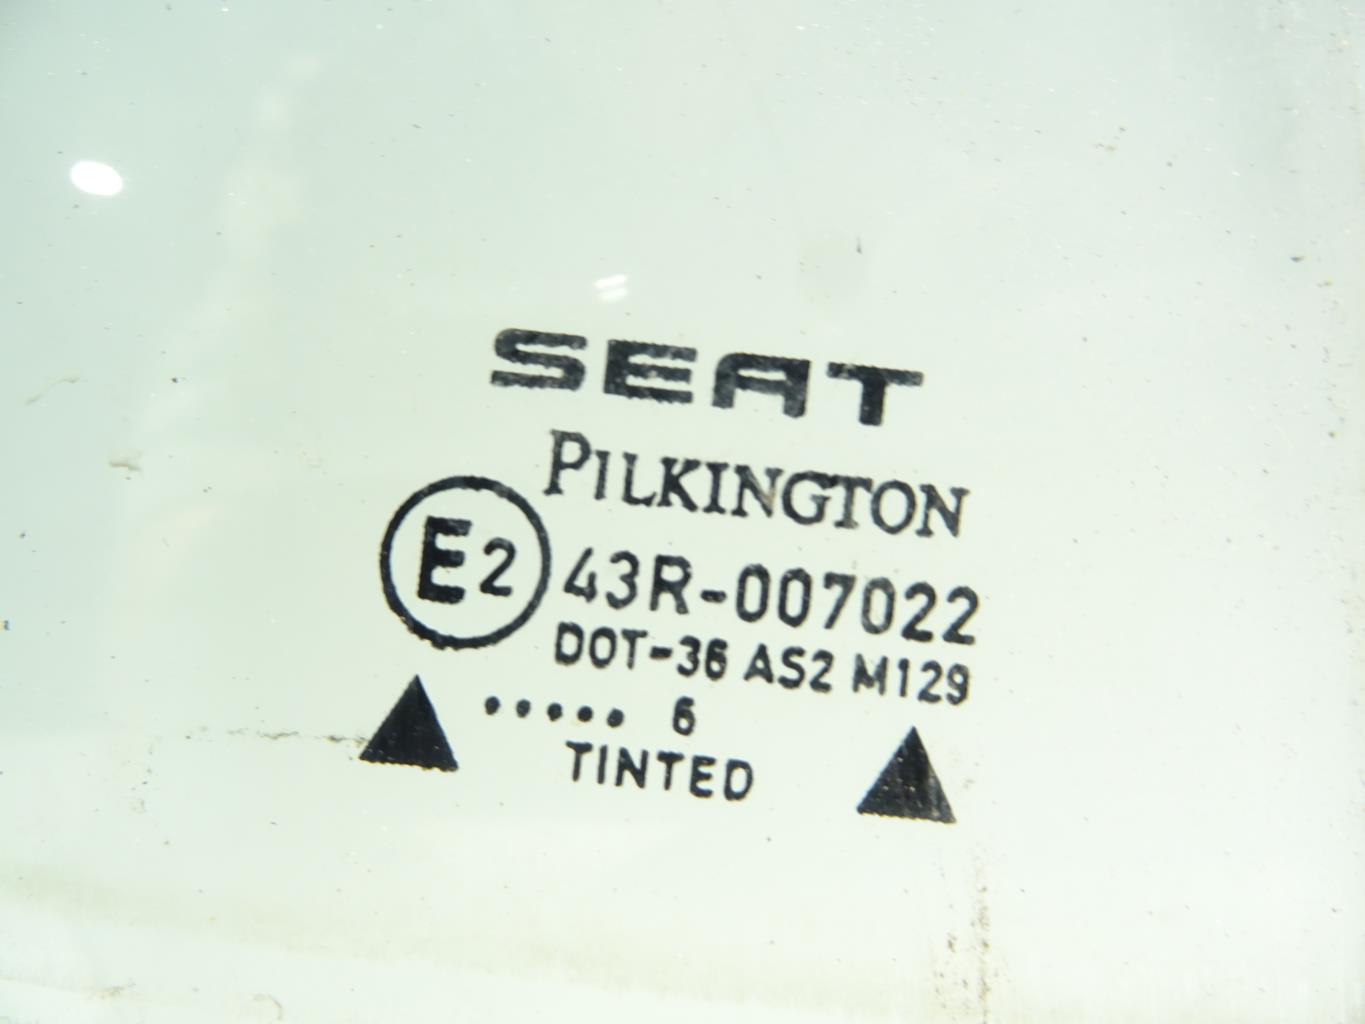 SEAT
PILKINGTON
E2 43R-007022
DOT-36 AS2 M129
..... 6
TINTED